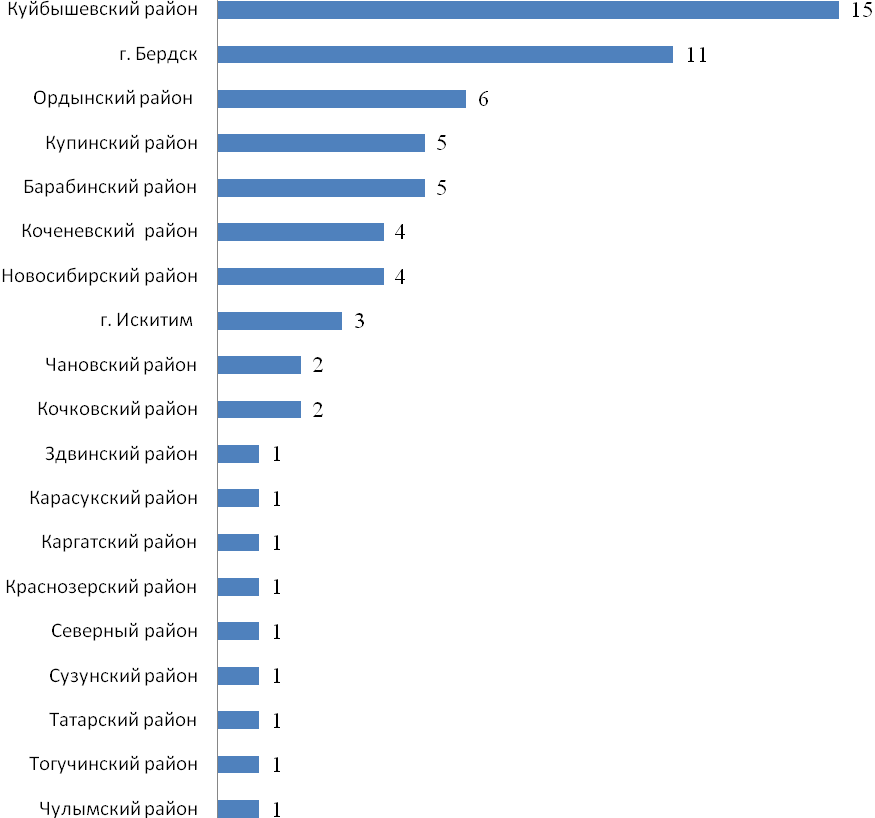 Куйбышевский район 15
г. Бердск 11
Ордынский район 6
Купинский район 5
Барабинский район 5
Коченевский район 4
Новосибирский район 4
г. Искитим 3
Чановский район 2
Кочковский район 2
Здвинский район 1
Карасукский район 1
Каргатский район 1
Краснозерский район 1
Северный район 1
Сузунский район 1
Татарский район 1
Тогучинский район 1
Чулымский район 1